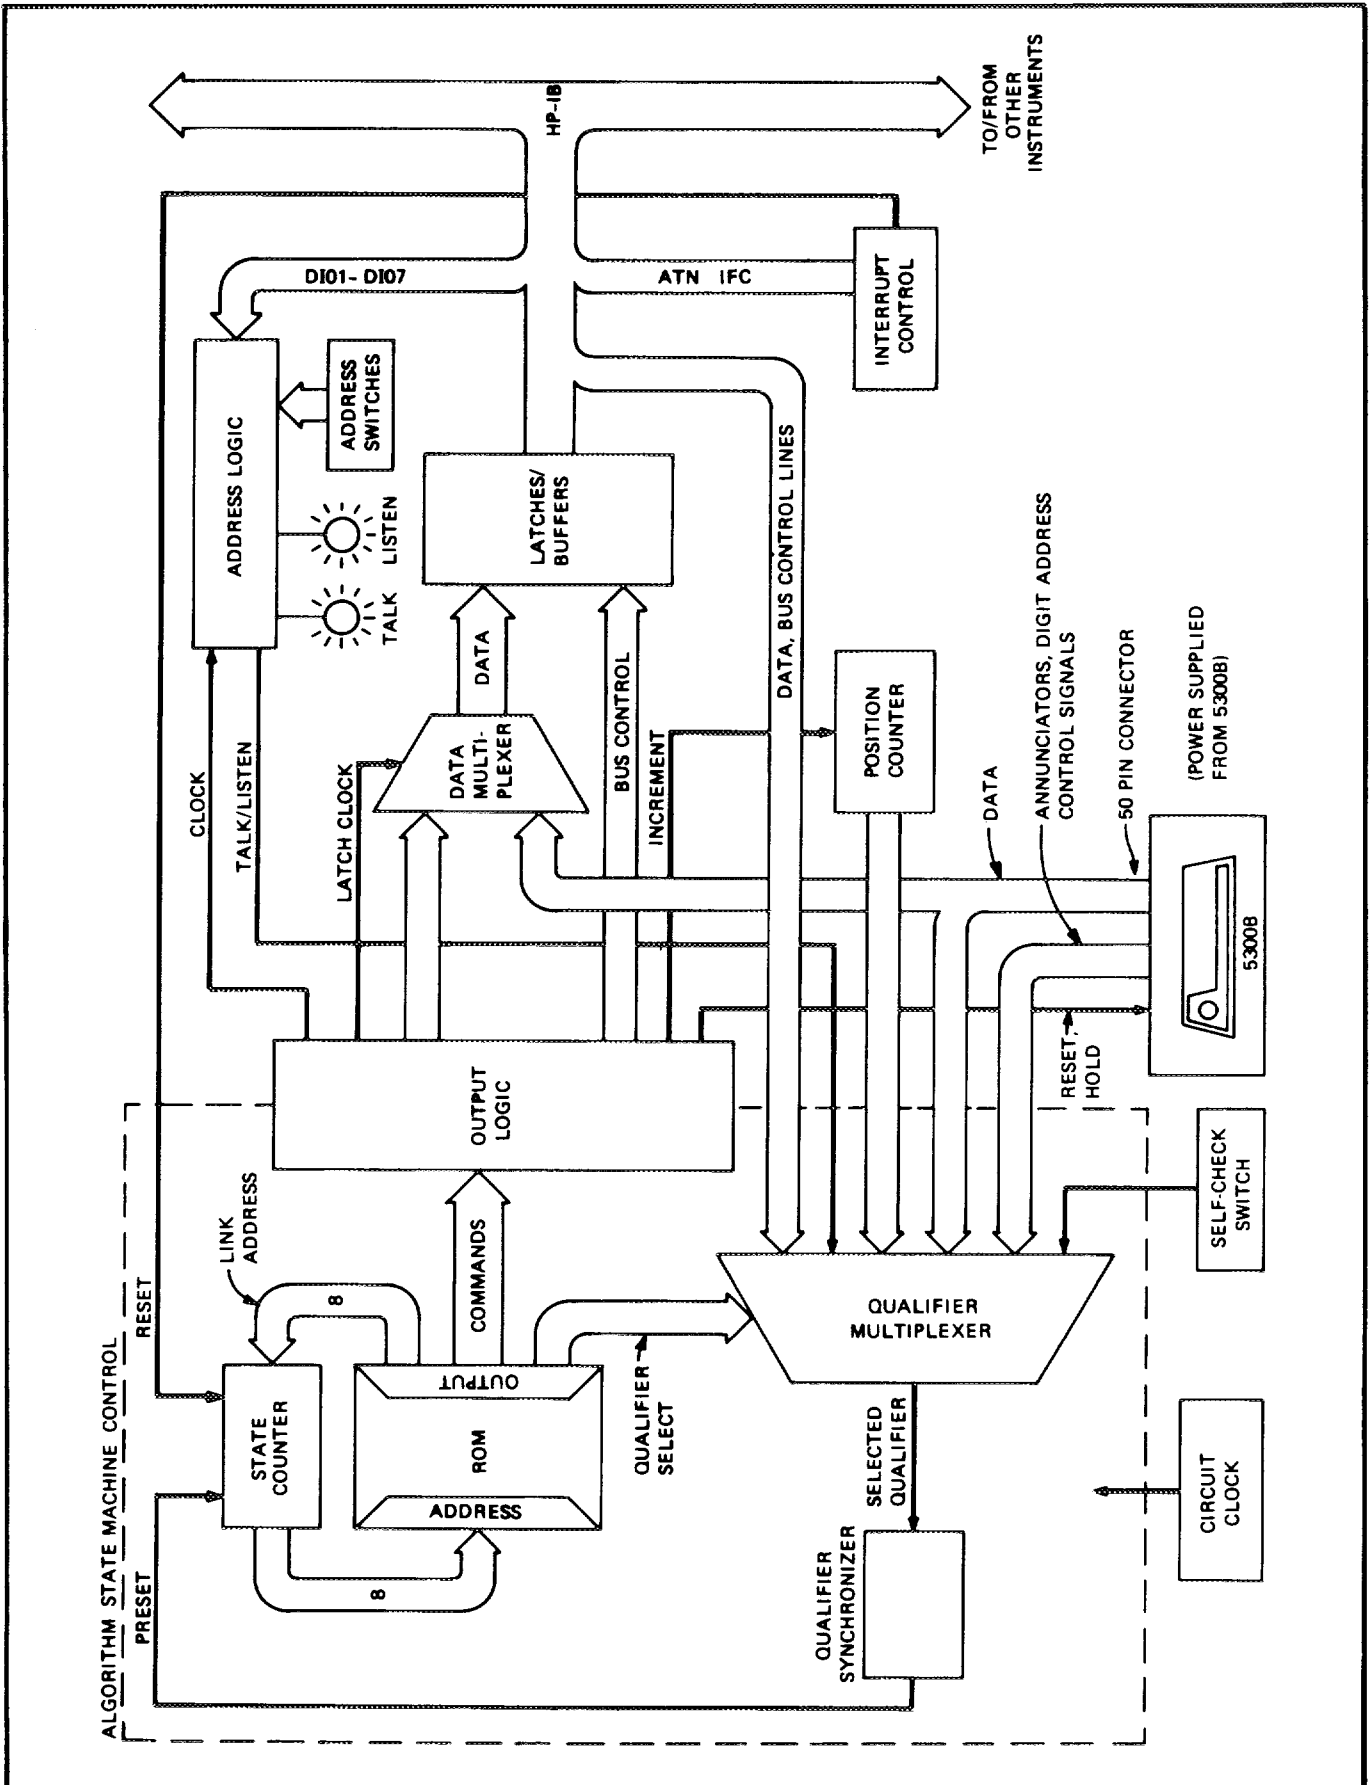 ALGORITHM STATE MACHINE CONTROL
PRESET
RESET
STATE
COUNTER
LINK
ADDRESS
8
8
ADDRESS
ROM
OUTPUT
COMMANDS
QUALIFIER
SELECT
OUTPUT
LOGIC
CLOCK
TALK/LISTEN
LATCH CLOCK
DATA
MULTI-
PLEXER
DATA
BUS CONTROL
INCREMENT
ADDRESS LOGIC
TALK
LISTEN
ADDRESS
SWITCHES
LATCHES/
BUFFERS
DI01- DI07
ATN IFC
HP-IB
TO/FROM
OTHER
INSTRUMENTS
INTERRUPT
CONTROL
DATA, BUS CONTROL LINES
POSITION
COUNTER
QUALIFIER
SYNCHRONIZER
SELECTED
QUALIFIER
QUALIFIER
MULTIPLEXER
RESET,
HOLD
DATA
ANNUNCIATORS, DIGIT ADDRESS
CONTROL SIGNALS
50 PIN CONNECTOR
(POWER SUPPLIED
FROM 5300B)
5300B
SELF-CHECK
SWITCH
CIRCUIT
CLOCK